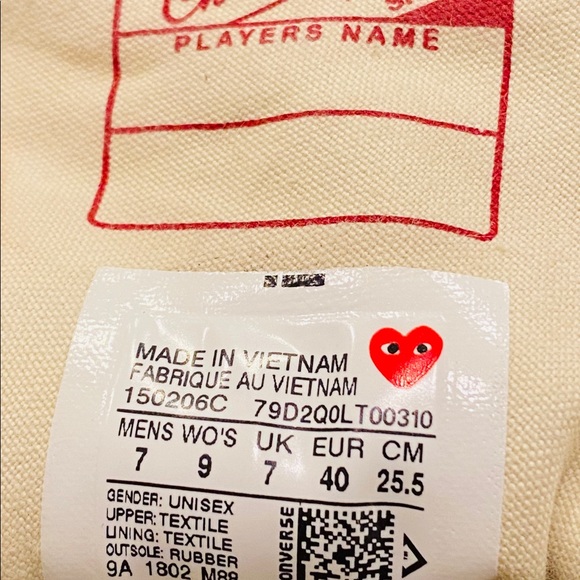 PLAYERS NAME
MADE IN VIETNAM
FABRIQUE AU VIETNAM
150206C 79D2Q0LT00310
MENS WO'S UK EUR CM
7 9 7 40 25.5
GENDER: UNISEX
UPPER: TEXTILE
LINING: TEXTILE
OUTSOLE: RUBBER
9A 1802 M88
CONVERSE